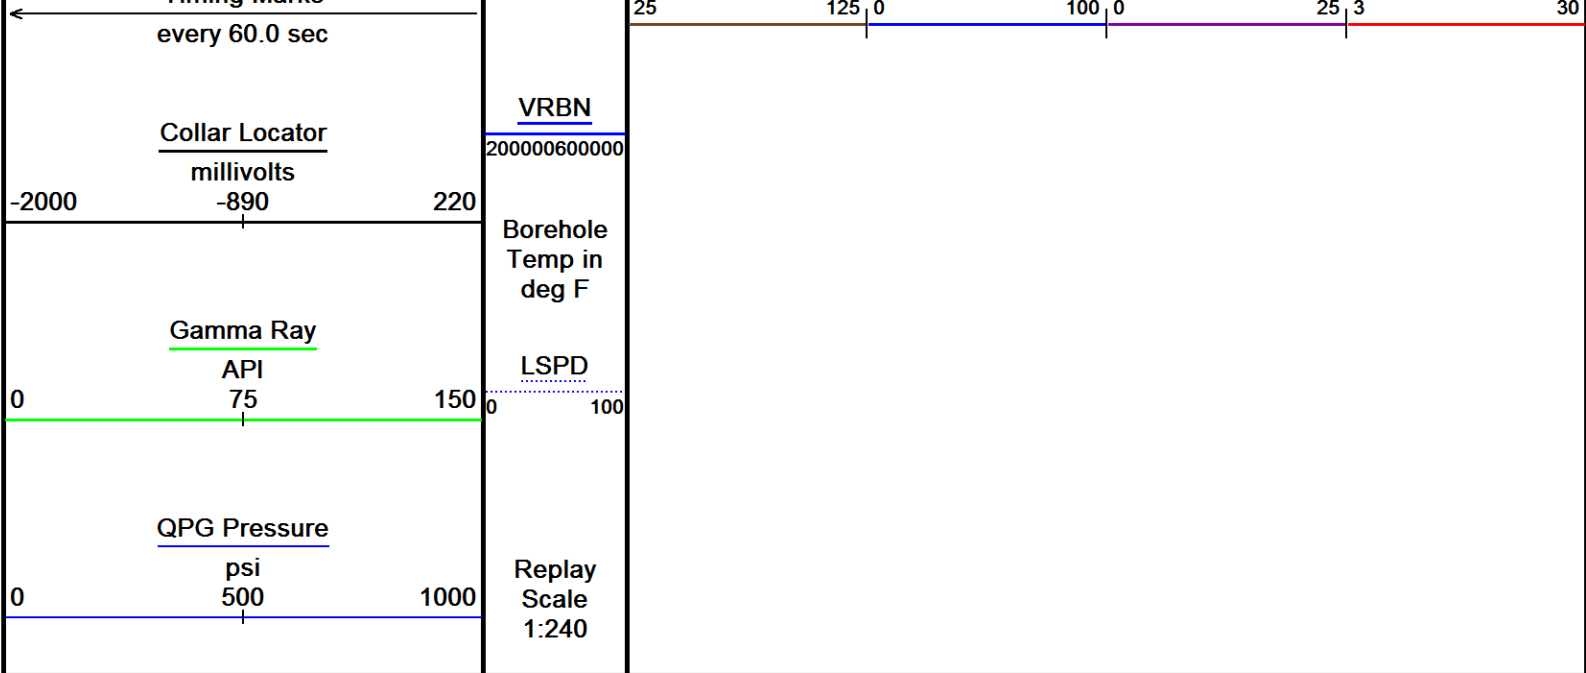 Timing Marks
every 60.0 sec
Collar Locator
millivolts
-2000 -890 220
Gamma Ray
API
0 75 150
QPG Pressure
psi
0 500 1000
VRBN
200000600000
Borehole
Temp in
deg F
LSPD
0 100
Replay
Scale
1:240
25 125 0 100 0 25 3 30